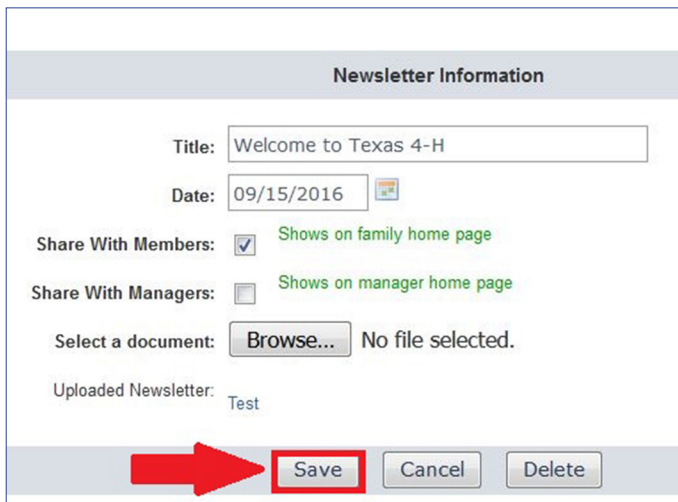 Newsletter Information
Title: Welcome to Texas 4-H
Date: 09/15/2016
Share With Members: Shows on family home page
Share With Managers: Shows on manager home page
Select a document: Browse... No file selected.
Uploaded Newsletter: Test
Save Cancel Delete